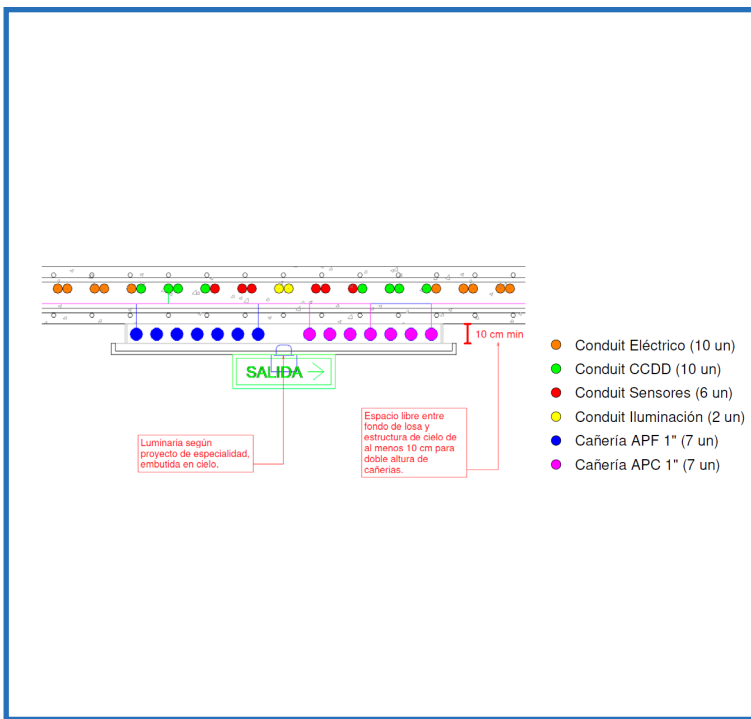 10 cm min
SALIDA
Luminaria según
proyecto de especialidad,
embutida en cielo.
Espacio libre entre
fondo de losa y
estructura de cielo de
al menos 10 cm para
doble altura de
cañerias.
Conduit Eléctrico (10 un)
Conduit CCDD (10 un)
Conduit Sensores (6 un)
Conduit Iluminación (2 un)
Cañería APF 1" (7 un)
Cañería APC 1" (7 un)